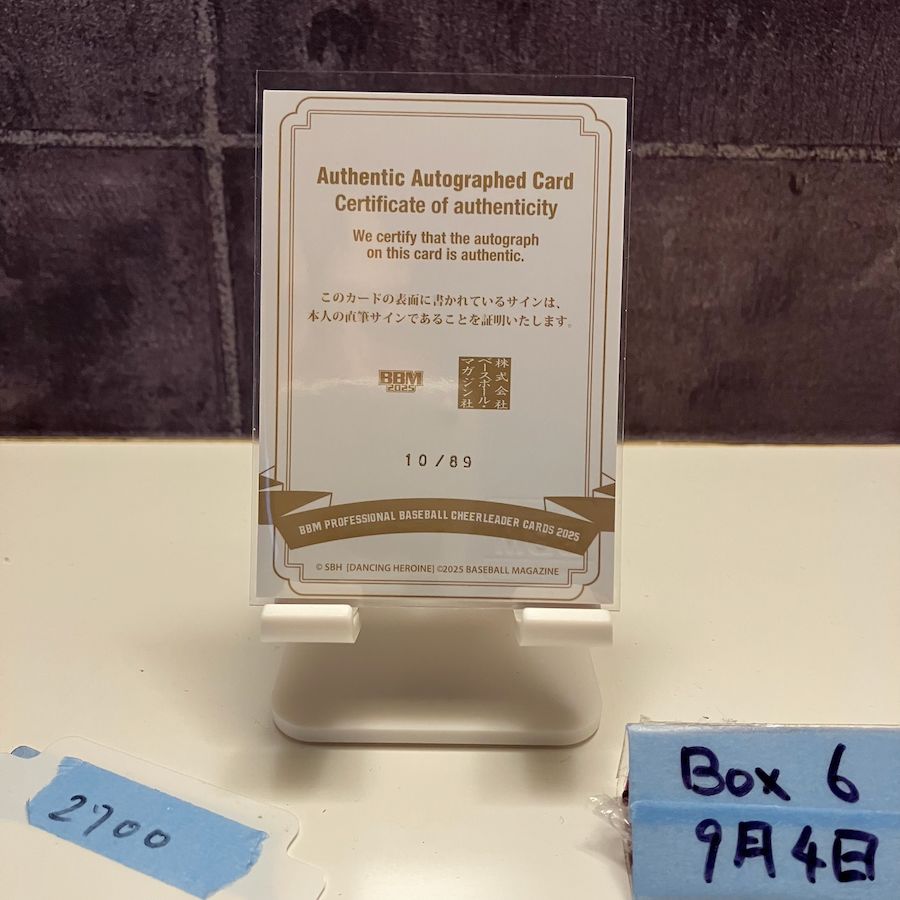 Authentic Autographed Card
Certificate of authenticity
We certify that the autograph
on this card is authentic.
このカードの表面に書かれているサインは、
本人の直筆サインであることを証明いたします。
BBM
2025
株式会社
ベースボール・
マガジン社
10/89
BBM PROFESSIONAL BASEBALL CHEERLEADER CARDS 2025
© SBH [DANCING HEROINE] ©2025 BASEBALL MAGAZINE
2700
Box 6
9月4日